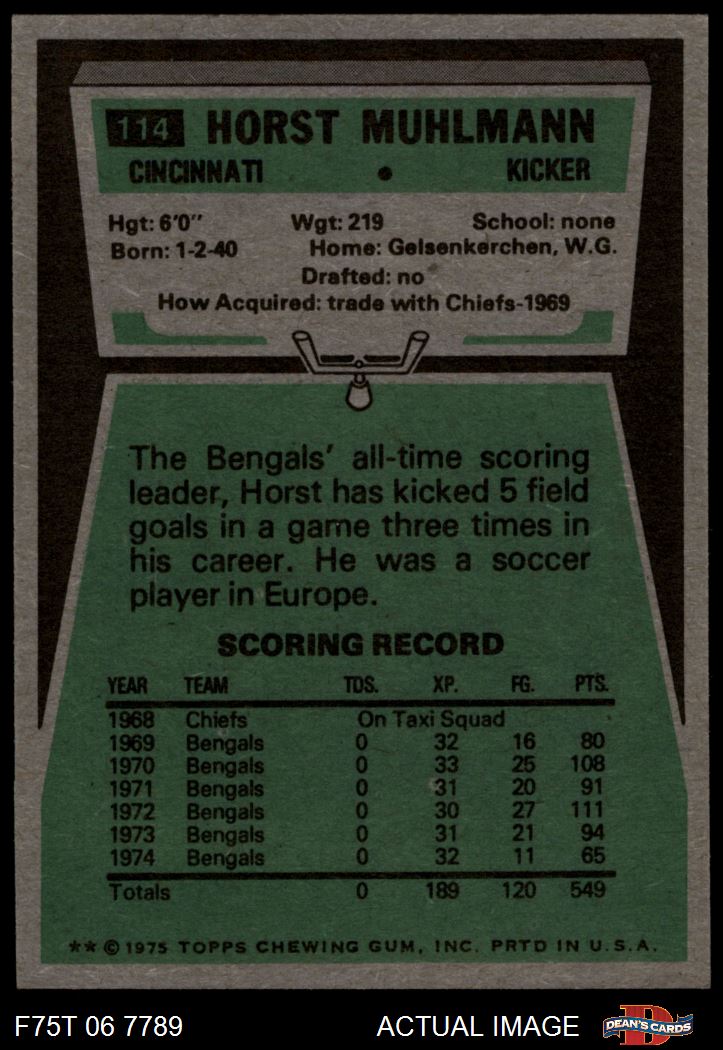 114 HORST MUHLMANN
CINCINNATI • KICKER
Hgt: 6'0" Wgt: 219 School: none
Born: 1-2-40 Home: Gelsenkerchen, W.G.
Drafted: no
How Acquired: trade with Chiefs-1969
The Bengals' all-time scoring
leader, Horst has kicked 5 field
goals in a game three times in
his career. He was a soccer
player in Europe.
SCORING RECORD
YEAR TEAM TDS. XP. FG. PTS.
1968 Chiefs On Taxi Squad
1969 Bengals 0 32 16 80
1970 Bengals 0 33 25 108
1971 Bengals 0 31 20 91
1972 Bengals 0 30 27 111
1973 Bengals 0 31 21 94
1974 Bengals 0 32 11 65
Totals 0 189 120 549
** © 1975 TOPPS CHEWING GUM, INC. PRTD IN U.S.A.
F75T 06 7789 ACTUAL IMAGE D DEAN'S CARDS